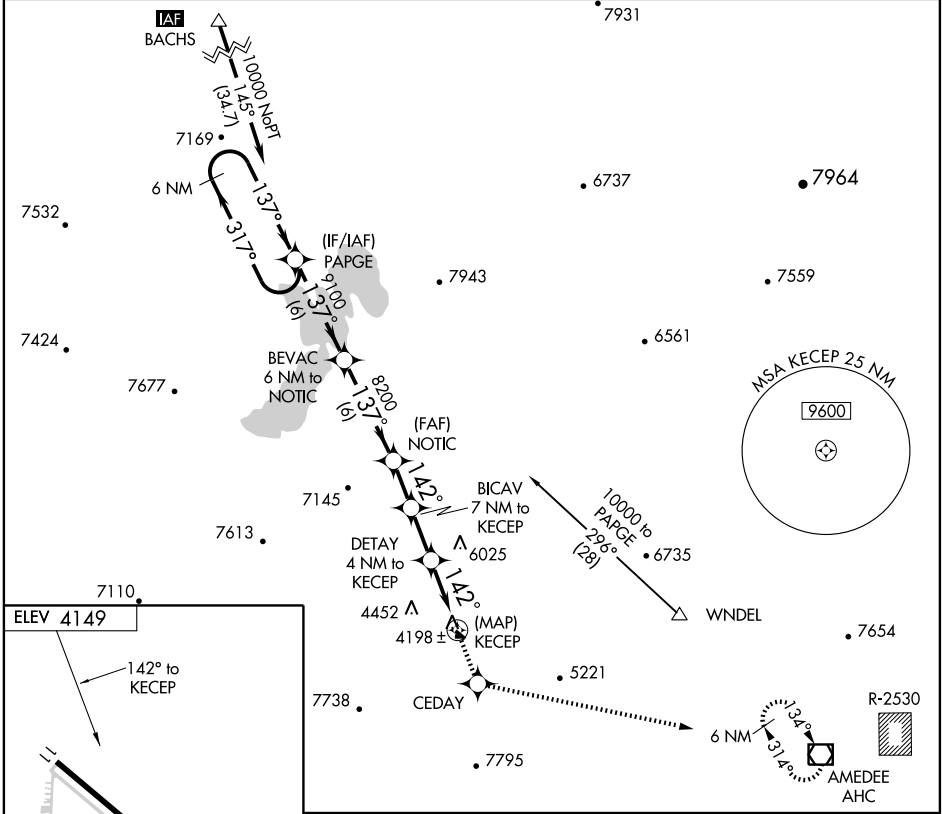 7931
IAF
BACHS
10000 NoPT
145°
(34.7)
7169
6 NM
137°
317°
6737
7964
7532
(IF/IAF)
PAPGE
9100
137°
(6)
7943
7559
7424
6561
BEVAC
6 NM to
NOTIC
7677
8200
137°
(6)
MSA KECEP 25 NM
9600
(FAF)
NOTIC
142°
7145
BICAV
7 NM to
KECEP
10000 to
PAPGE
296°
(28)
7613
DETAY
4 NM to
KECEP
6025
6735
7110
142°
4452
WNDEL
ELEV 4149
4198 ±
(MAP)
KECEP
7654
142° to
KECEP
5221
CEDAY
7738
R-2530
6 NM
134°
314°
7795
AMEDEE
AHC